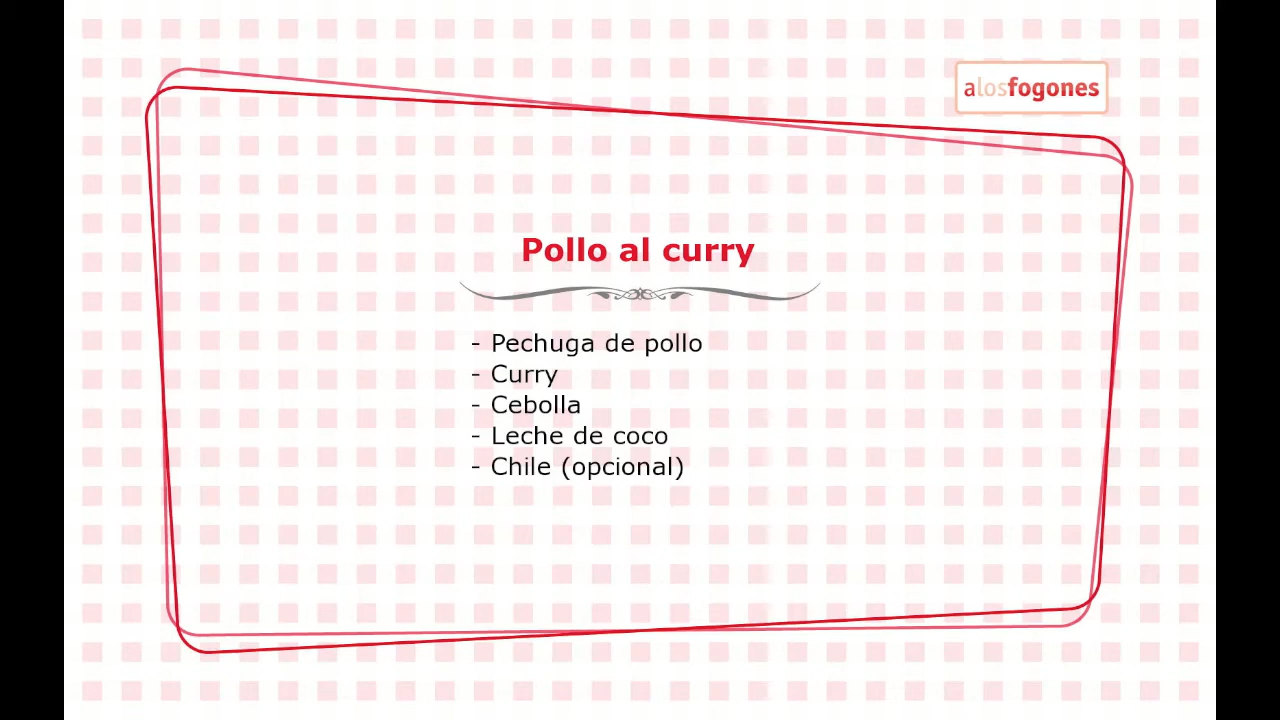 alosfogones
Pollo al curry
- Pechuga de pollo
- Curry
- Cebolla
- Leche de coco
- Chile (opcional)